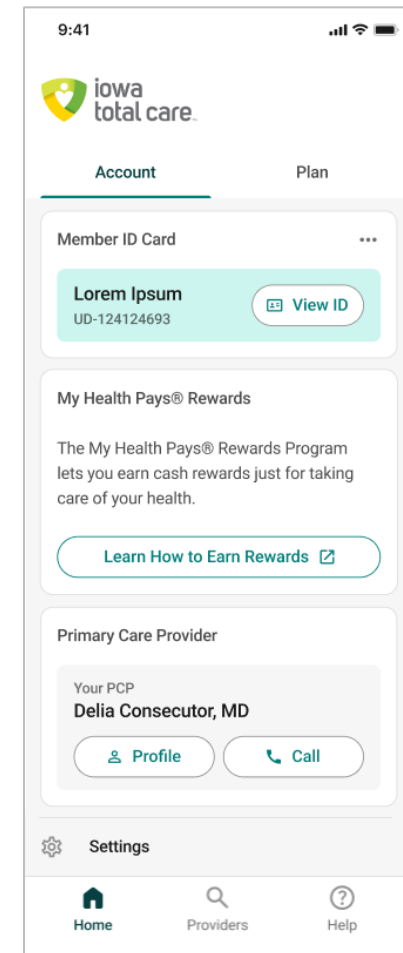 9:41
iowa
total care
Account Plan
Member ID Card
Lorem Ipsum
UD-124124693
View ID
My Health Pays® Rewards
The My Health Pays® Rewards Program
lets you earn cash rewards just for taking
care of your health.
Learn How to Earn Rewards
Primary Care Provider
Your PCP
Delia Consecutor, MD
Profile Call
Settings
Home Providers Help